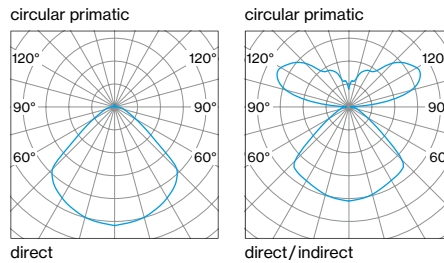 circular primatic
120° 120°
90° 90°
60° 60°
direct
circular primatic
120° 120°
90° 90°
60° 60°
direct/indirect